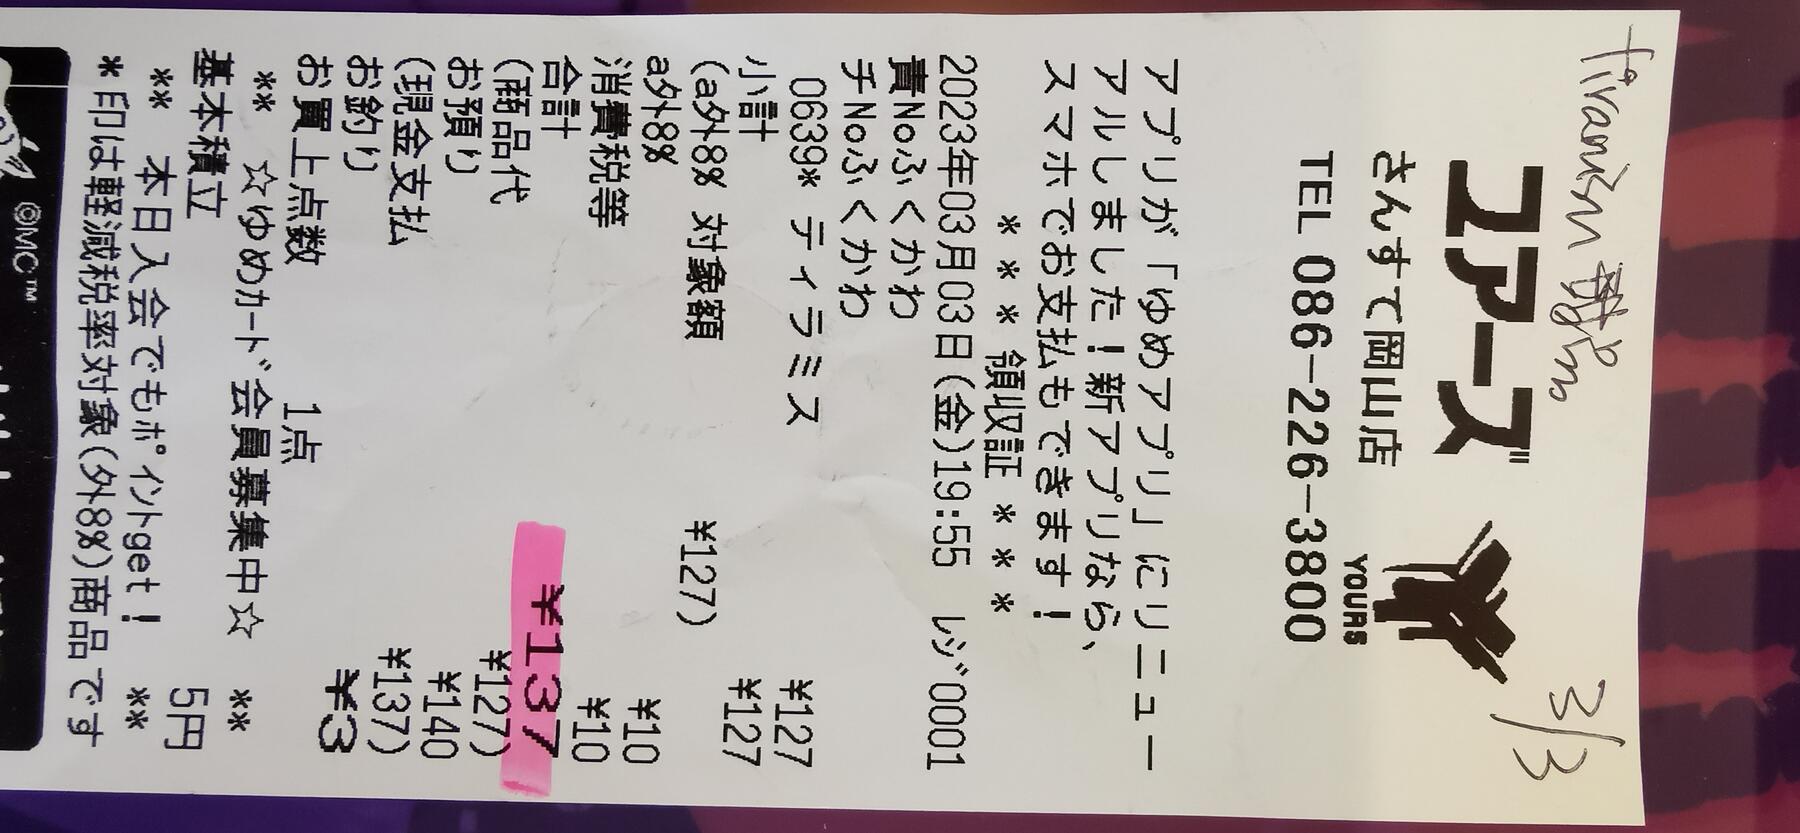 3/3
ユアーズ
YOURS
さんすて岡山店
TEL 086-226-3800
アプリが「ゆめアプリ」にリニュー
アルしました！新アプリなら、
スマホでお支払もできます！
＊＊＊ 領収証 ＊＊＊
2023年03月03日(金)19:55 ﾚｼﾞ0001
責Noふくかわ
チNoふくかわ
0639* ティラミス ¥127
小計 ¥127
(a外8% 対象額 ¥127)
a外8% ¥10
消費税等 ¥10
合計 ¥137
(商品代 ¥127)
お預り ¥140
(現金支払 ¥137)
お釣り ¥3
お買上点数 1点
** ☆ゆめｶｰﾄﾞ会員募集中☆ **
基本積立 5円
** 本日入会でもﾎﾟｲﾝﾄget！ **
*印は軽減税率対象(外8%)商品です
©MC™